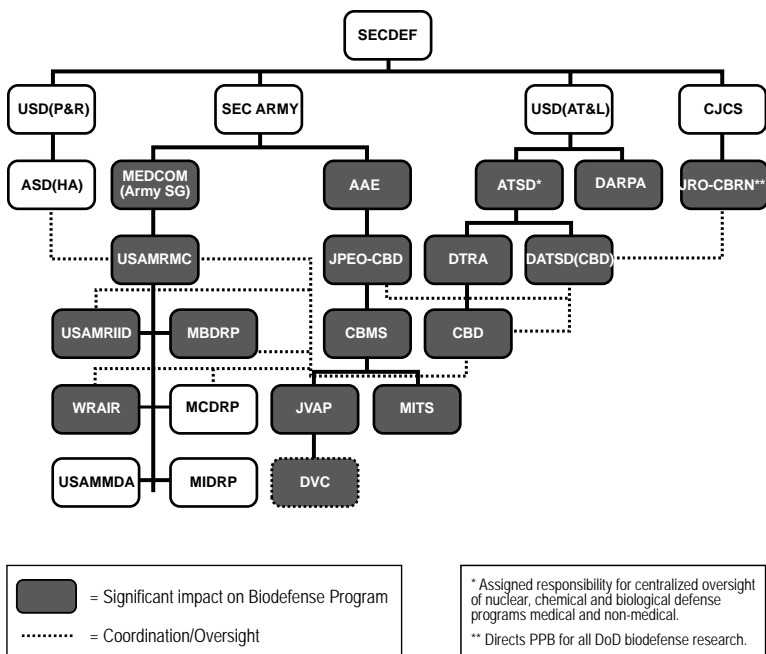 SECDEF
USD(P&R)
SEC ARMY
USD(AT&L)
CJCS
ASD(HA)
MEDCOM
(Army SG)
AAE
ATSD*
DARPA
JRO-CBRN**
USAMRMC
JPEO-CBD
DTRA
DATSD(CBD)
USAMRIID
MBDRP
CBMS
CBD
WRAIR
MCDRP
JVAP
MITS
USAMMDA
MIDRP
DVC
= Significant impact on Biodefense Program
= Coordination/Oversight
* Assigned responsibility for centralized oversight
of nuclear, chemical and biological defense
programs medical and non-medical.
** Directs PPB for all DoD biodefense research.